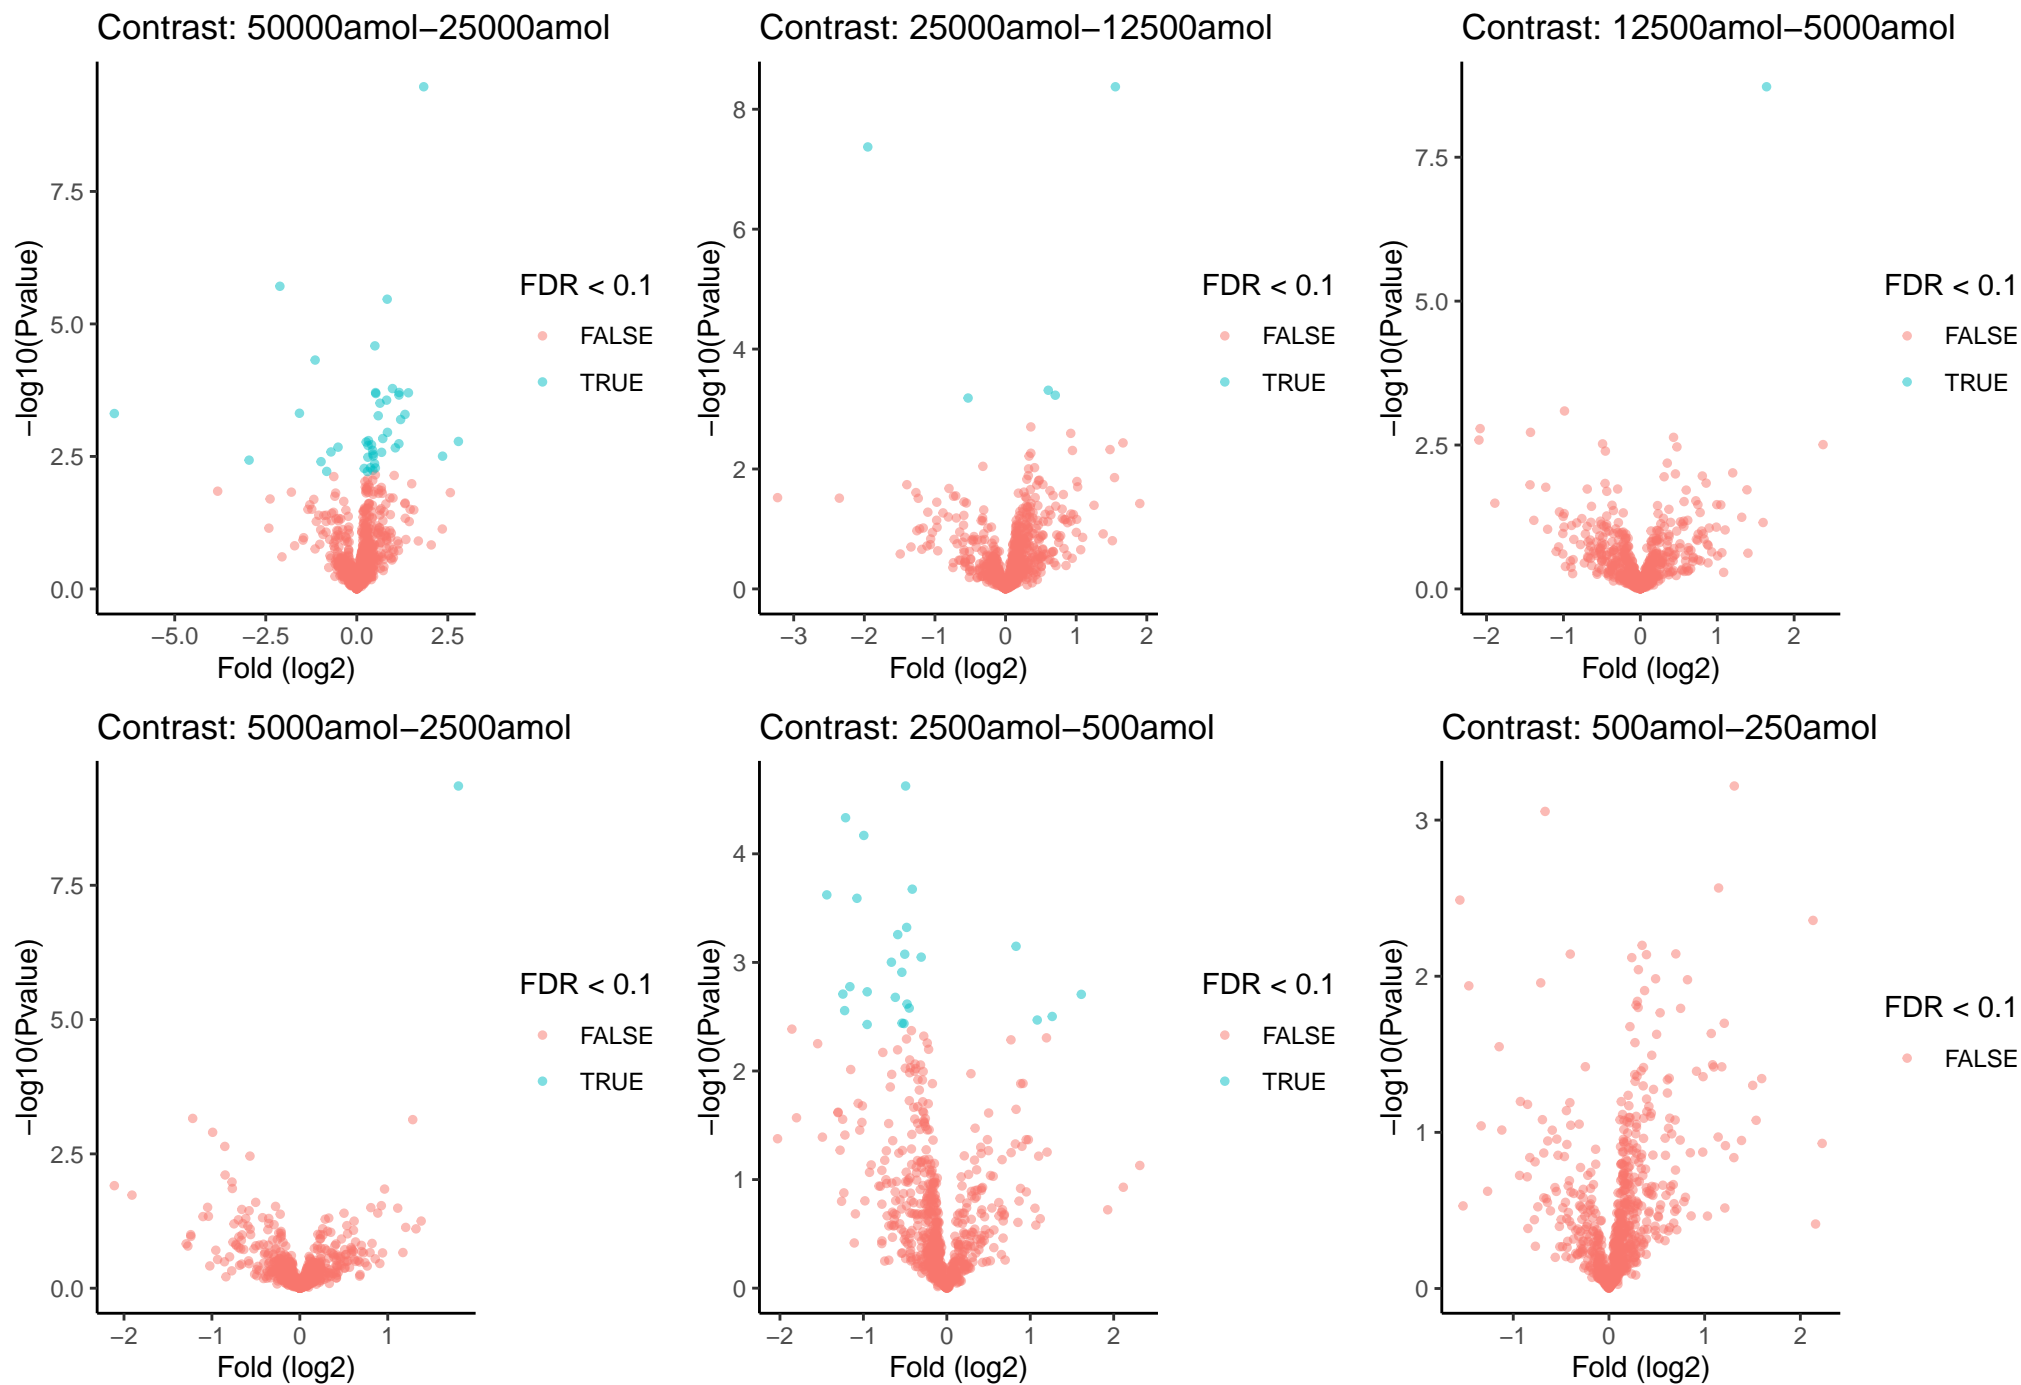 Contrast: 50000amol−25000amol
−log10(Pvalue)
7.5
5.0
2.5
0.0
−5.0 −2.5 0.0 2.5
Fold (log2)
FDR < 0.1
FALSE
TRUE
Contrast: 25000amol−12500amol
−log10(Pvalue)
8
6
4
2
0
−3 −2 −1 0 1 2
Fold (log2)
FDR < 0.1
FALSE
TRUE
Contrast: 12500amol−5000amol
−log10(Pvalue)
7.5
5.0
2.5
0.0
−2 −1 0 1 2
Fold (log2)
FDR < 0.1
FALSE
TRUE
Contrast: 5000amol−2500amol
−log10(Pvalue)
7.5
5.0
2.5
0.0
−2 −1 0 1
Fold (log2)
FDR < 0.1
FALSE
TRUE
Contrast: 2500amol−500amol
−log10(Pvalue)
4
3
2
1
0
−2 −1 0 1 2
Fold (log2)
FDR < 0.1
FALSE
TRUE
Contrast: 500amol−250amol
−log10(Pvalue)
3
2
1
0
−1 0 1 2
Fold (log2)
FDR < 0.1
FALSE